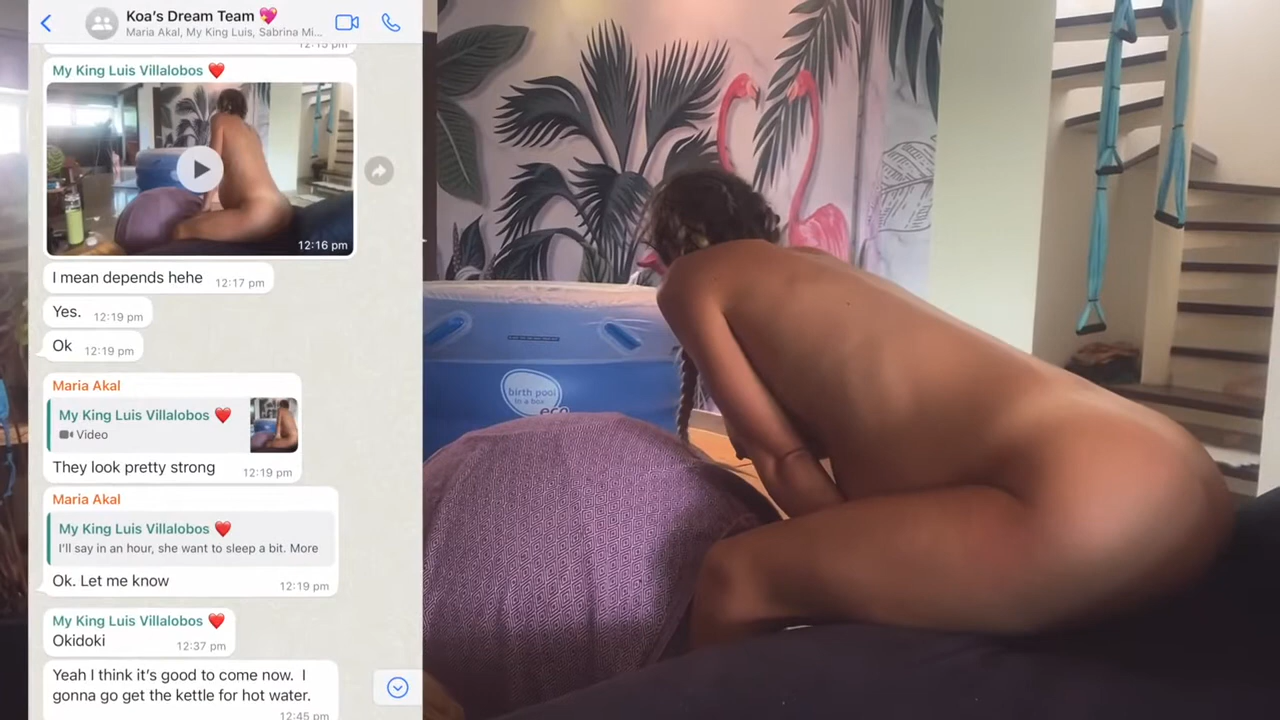 Koa's Dream Team 💖
Maria Akal, My King Luis, Sabrina Mi...
12:15 pm
My King Luis Villalobos ❤️
12:16 pm
I mean depends hehe 12:17 pm
Yes. 12:19 pm
Ok 12:19 pm
Maria Akal
My King Luis Villalobos ❤️
Video
They look pretty strong 12:19 pm
Maria Akal
My King Luis Villalobos ❤️
I'll say in an hour, she want to sleep a bit. More
Ok. Let me know 12:19 pm
My King Luis Villalobos ❤️
Okidoki 12:37 pm
Yeah I think it's good to come now. I
gonna go get the kettle for hot water.
12:45 pm
birth pool
in a box
eco